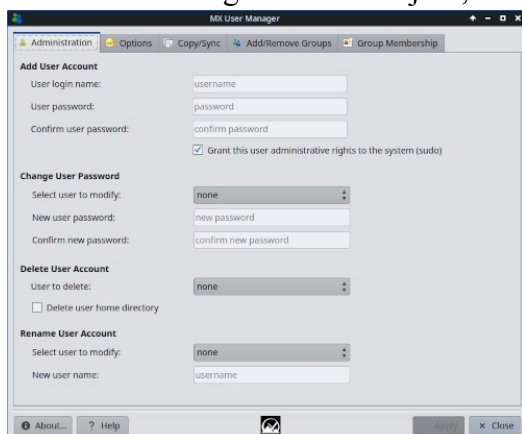 MX User Manager
Administration Options Copy/Sync Add/Remove Groups Group Membership
Add User Account
User login name: username
User password: password
Confirm user password: confirm password
Grant this user administrative rights to the system (sudo)
Change User Password
Select user to modify: none
New user password: new password
Confirm new password: confirm new password
Delete User Account
User to delete: none
Delete user home directory
Rename User Account
Select user to modify: none
New user name: username
About... ? Help Apply × Close